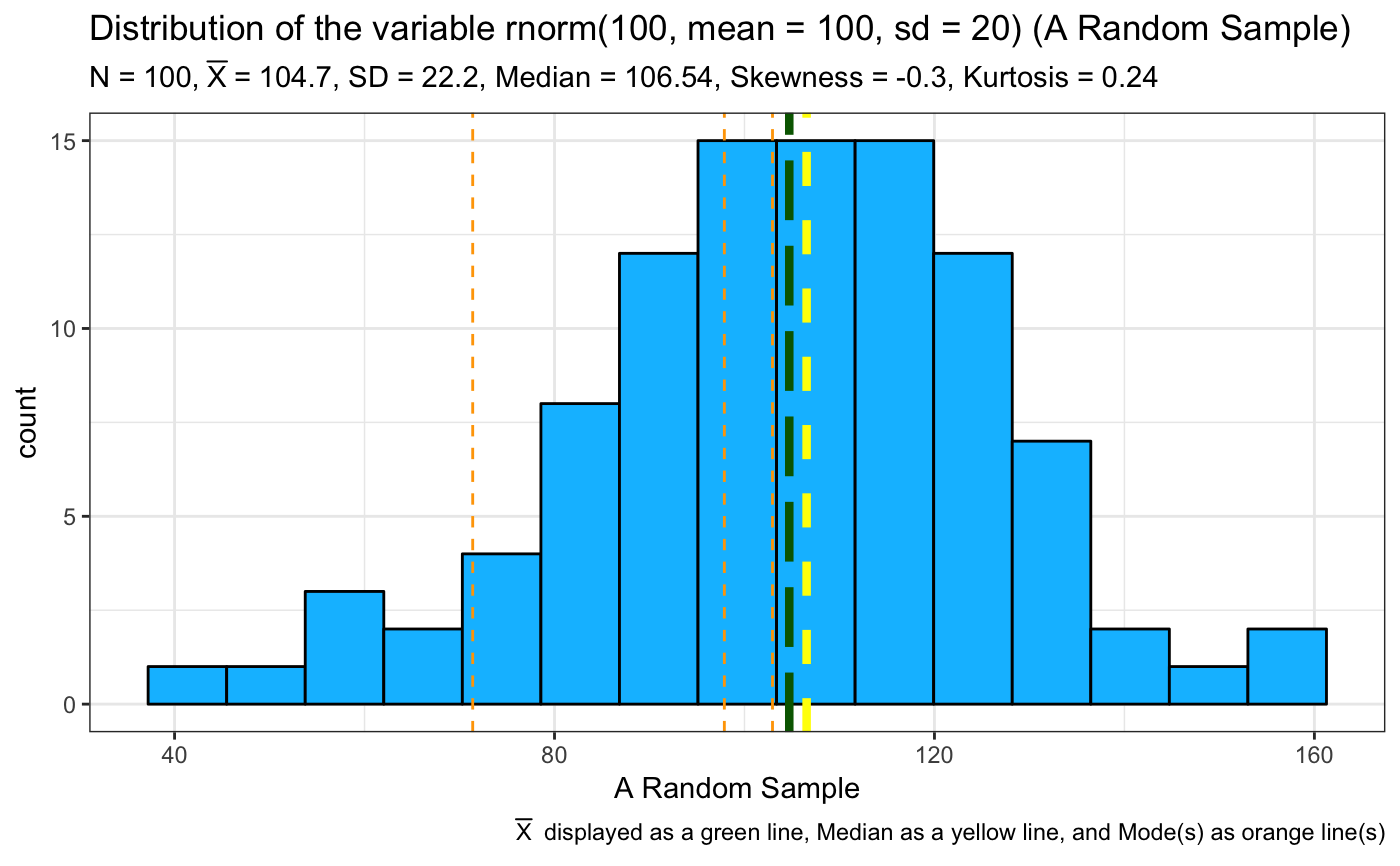 Distribution of the variable rnorm(100, mean = 100, sd = 20) (A Random Sample)
N = 100, X̅ = 104.7, SD = 22.2, Median = 106.54, Skewness = -0.3, Kurtosis = 0.24
15
10
5
0
count
40 80 120 160
A Random Sample
X̅ displayed as a green line, Median as a yellow line, and Mode(s) as orange line(s)